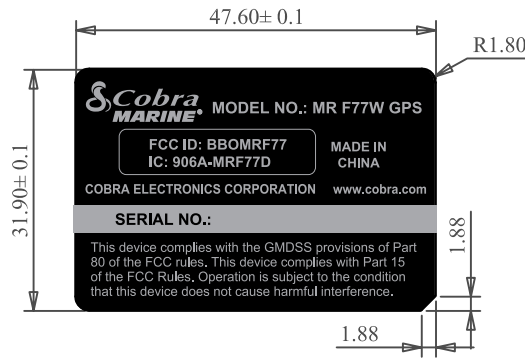 47.60± 0.1
R1.80
31.90± 0.1
Cobra
MARINE®
MODEL NO.: MR F77W GPS
FCC ID: BBOMRF77
IC: 906A-MRF77D
MADE IN
CHINA
COBRA ELECTRONICS CORPORATION www.cobra.com
SERIAL NO.:
This device complies with the GMDSS provisions of Part
80 of the FCC rules. This device complies with Part 15
of the FCC Rules. Operation is subject to the condition
that this device does not cause harmful interference.
1.88
1.88